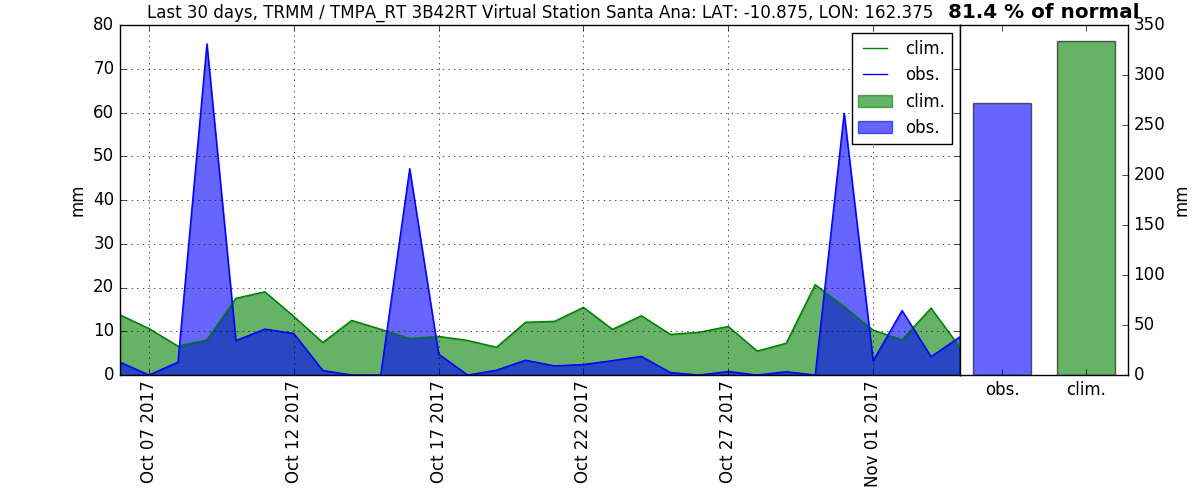 Last 30 days, TRMM / TMPA_RT 3B42RT Virtual Station Santa Ana: LAT: -10.875, LON: 162.375 81.4 % of normal
80
70
60
50
40
30
20
10
0
mm
clim.
obs.
clim.
obs.
Oct 07 2017
Oct 12 2017
Oct 17 2017
Oct 22 2017
Oct 27 2017
Nov 01 2017
350
300
250
200
150
100
50
0
mm
obs. clim.